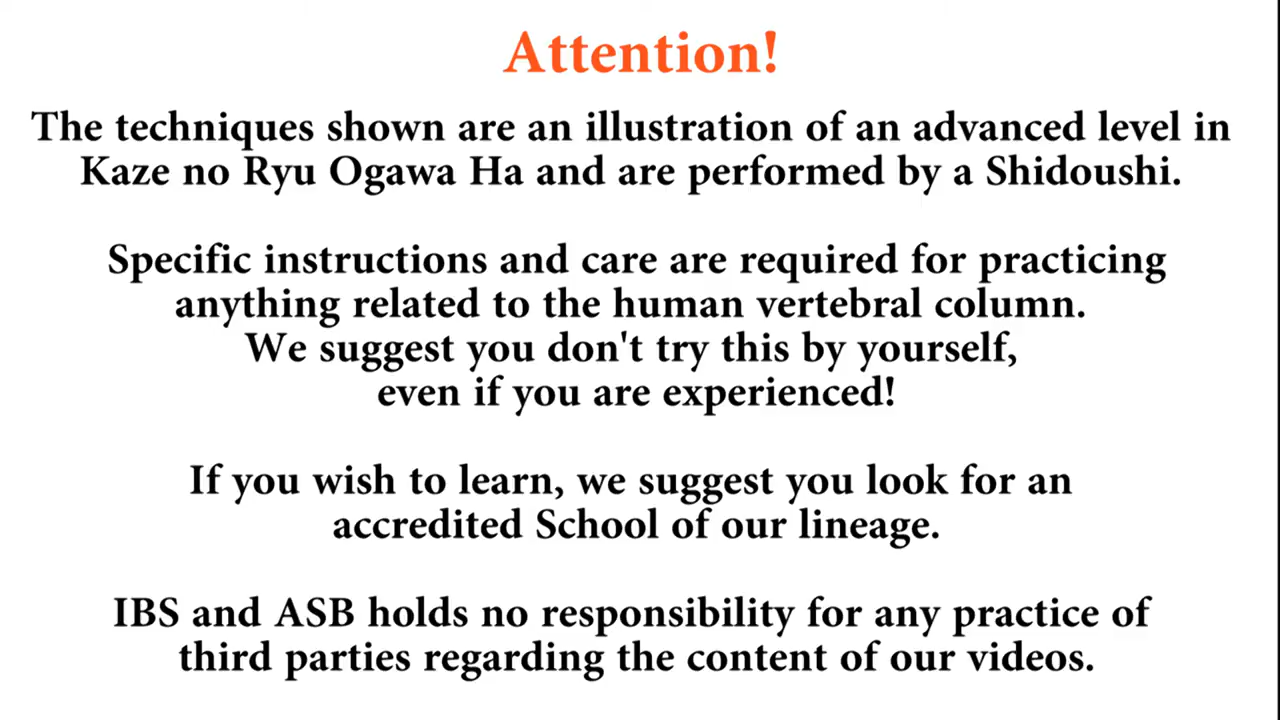 Attention!
The techniques shown are an illustration of an advanced level in
Kaze no Ryu Ogawa Ha and are performed by a Shidoushi.
Specific instructions and care are required for practicing
anything related to the human vertebral column.
We suggest you don't try this by yourself,
even if you are experienced!
If you wish to learn, we suggest you look for an
accredited School of our lineage.
IBS and ASB holds no responsibility for any practice of
third parties regarding the content of our videos.